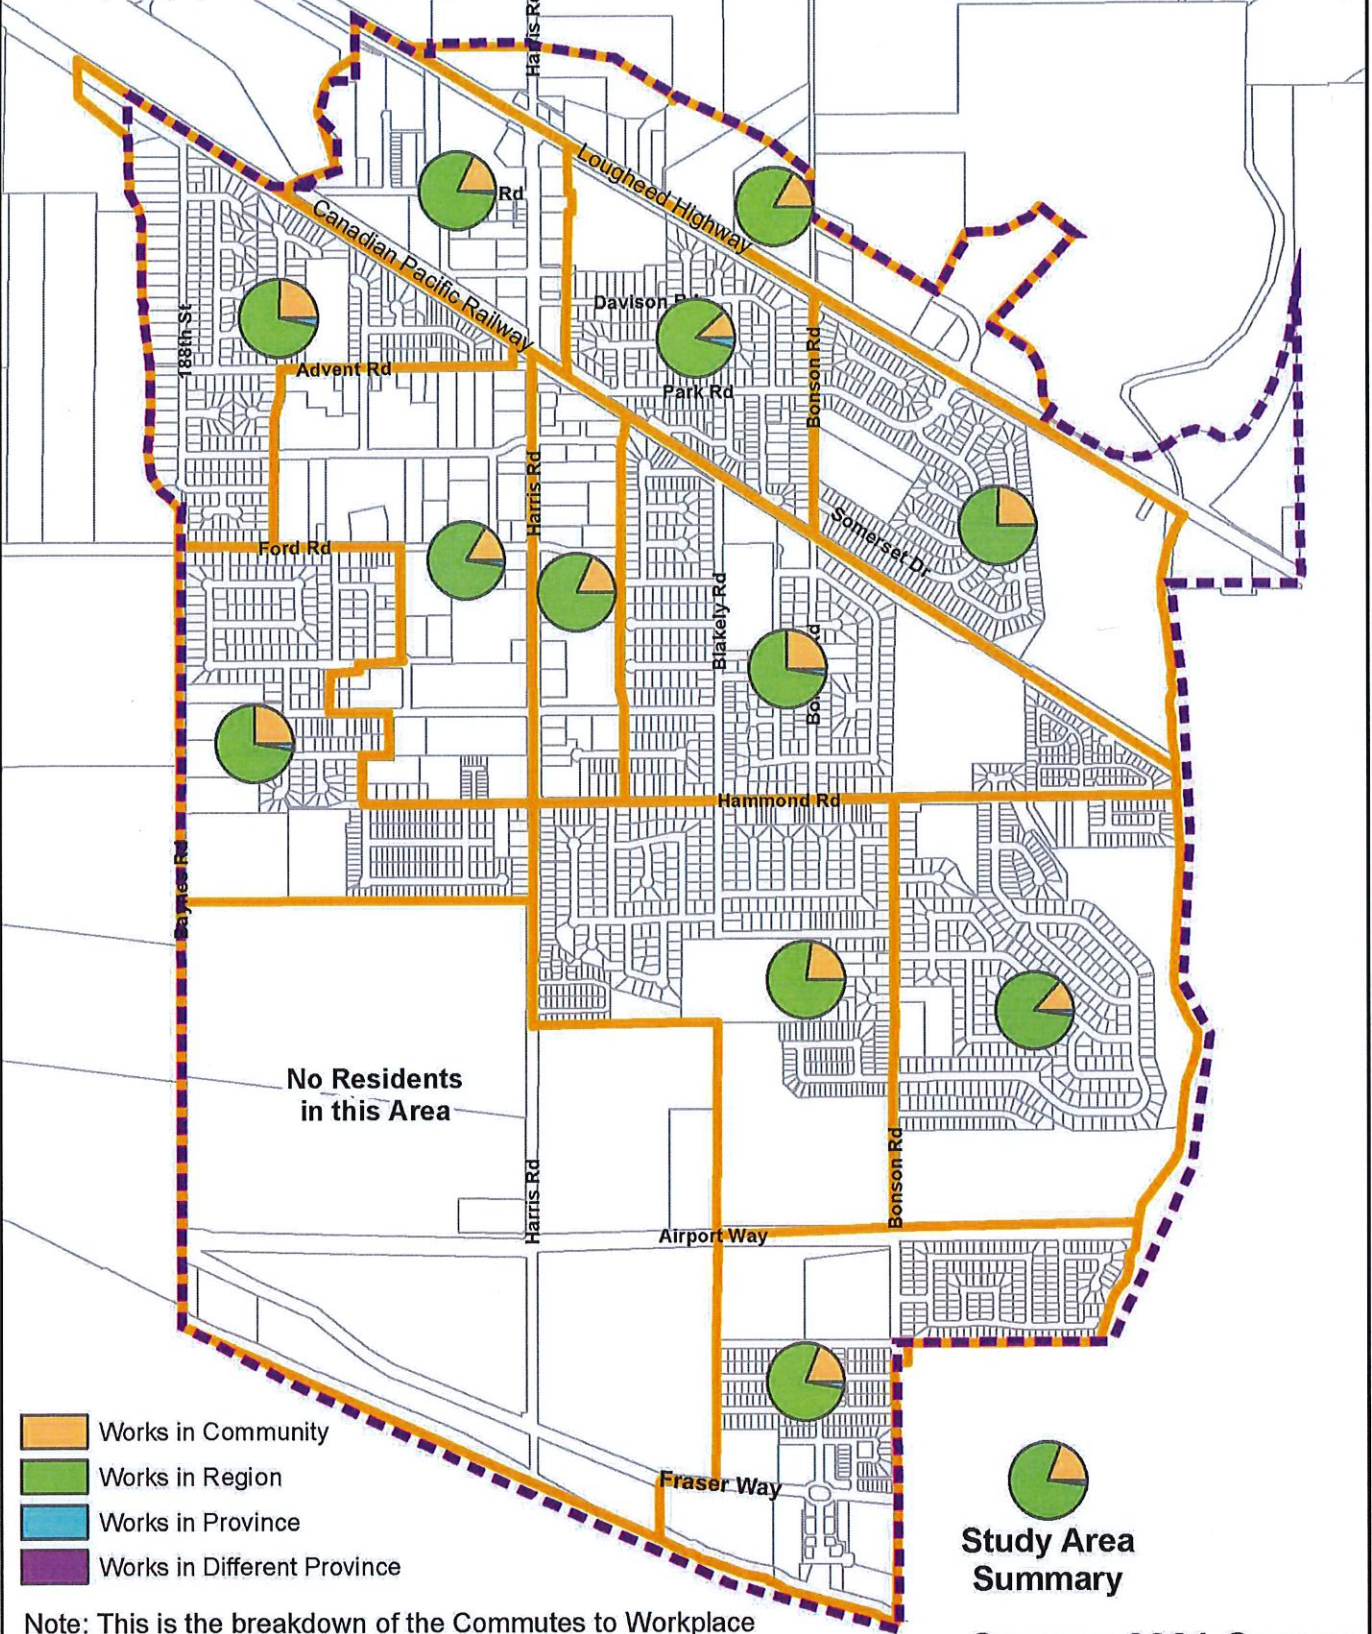 Harris Rd
Lougheed Highway
Rd
Canadian Pacific Railway
Davison
188th St
Advent Rd
Park Rd
Bonson Rd
Harris Rd
Somerset Dr
Ford Rd
Blakely Rd
Hammond Rd
Baynes Rd
No Residents
in this Area
Harris Rd
Bonson Rd
Airport Way
Fraser Way
Works in Community
Works in Region
Works in Province
Works in Different Province
Study Area
Summary
Note: This is the breakdown of the Commutes to Workplace